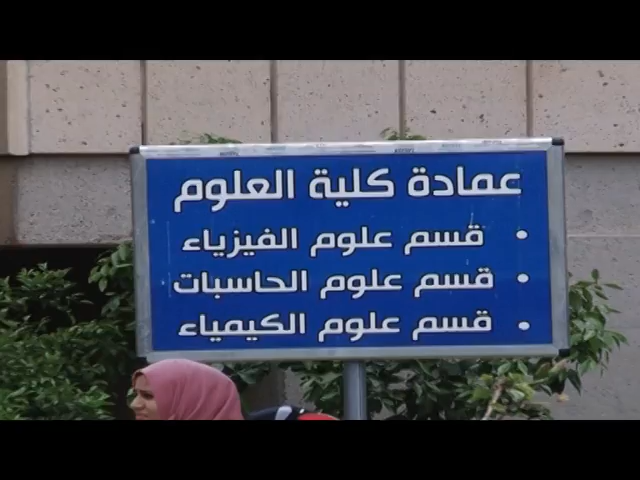 عمادة كلية العلوم
• قسم علوم الفيزياء
• قسم علوم الحاسبات
• قسم علوم الكيمياء